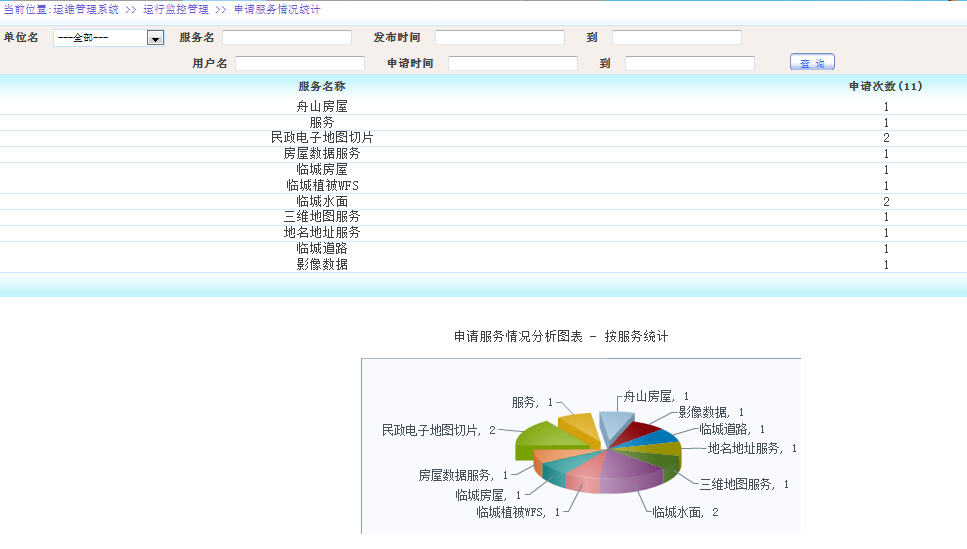 当前位置:运维管理系统 >> 运行监控管理 >> 申请服务情况统计
单位名 ---全部--- 服务名 发布时间 到
用户名 申请时间 到 查 询
服务名称 申请次数(11)
舟山房屋 1
服务 1
民政电子地图切片 2
房屋数据服务 1
临城房屋 1
临城植被WFS 1
临城水面 2
三维地图服务 1
地名地址服务 1
临城道路 1
影像数据 1
申请服务情况分析图表 - 按服务统计
舟山房屋, 1
服务, 1
影像数据, 1
民政电子地图切片, 2
临城道路, 1
地名地址服务, 1
房屋数据服务, 1
三维地图服务, 1
临城房屋, 1
临城植被WFS, 1
临城水面, 2